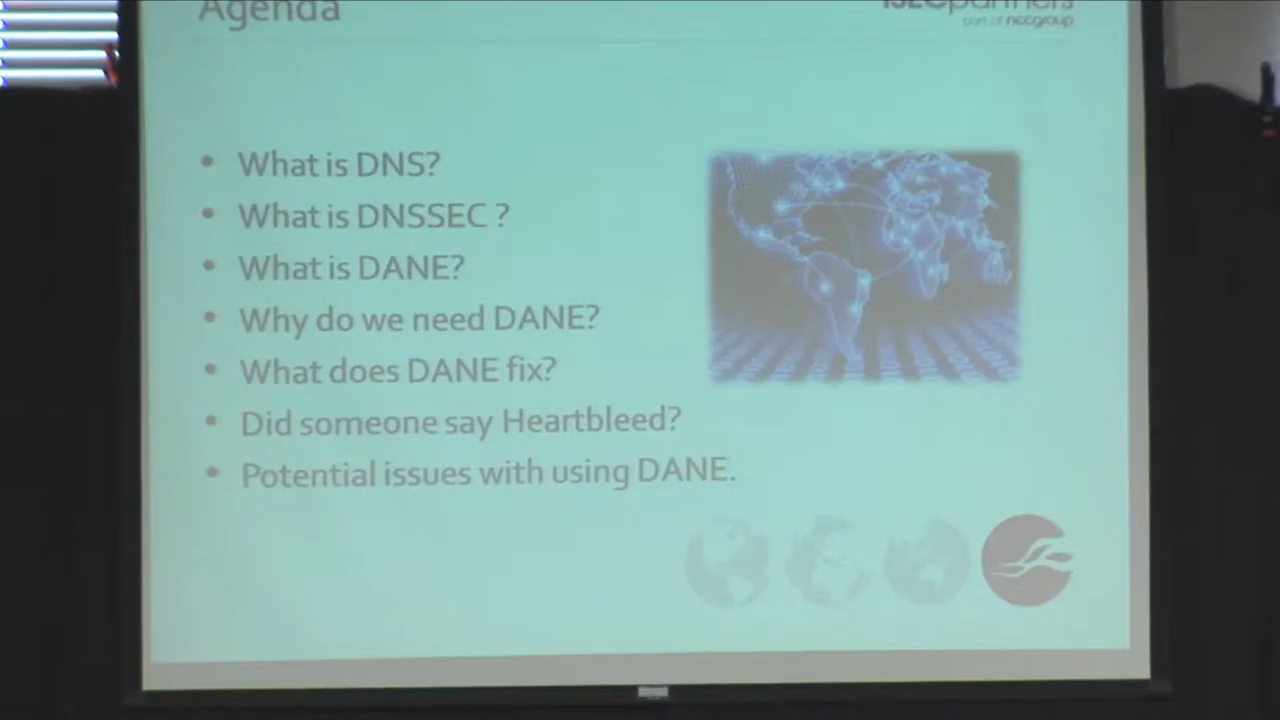 Agenda
iSECpartners
part of nccgroup
• What is DNS?
• What is DNSSEC ?
• What is DANE?
• Why do we need DANE?
• What does DANE fix?
• Did someone say Heartbleed?
• Potential issues with using DANE.